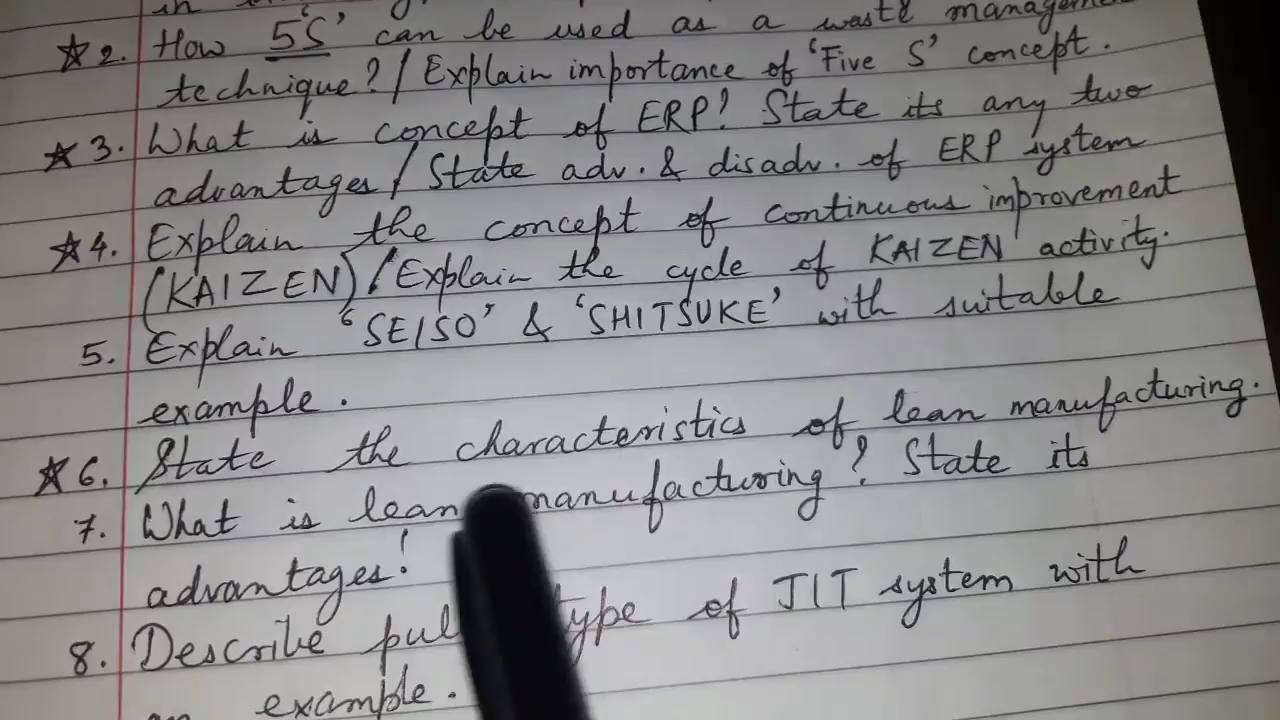 in
☆2. How 5'S' can be used as a waste management
technique? / Explain importance of 'Five S' concept.
☆3. What is concept of ERP? State its any two
advantages / State adv. & disadv. of ERP system
☆4. Explain the concept of continuous improvement
(KAIZEN) / Explain the cycle of KAIZEN activity.
5. Explain 'SEISO' & 'SHITSUKE' with suitable
example.
☆6. State the characteristics of lean manufacturing.
7. What is lean manufacturing? State its
advantages!
8. Describe pul type of JIT system with
example.